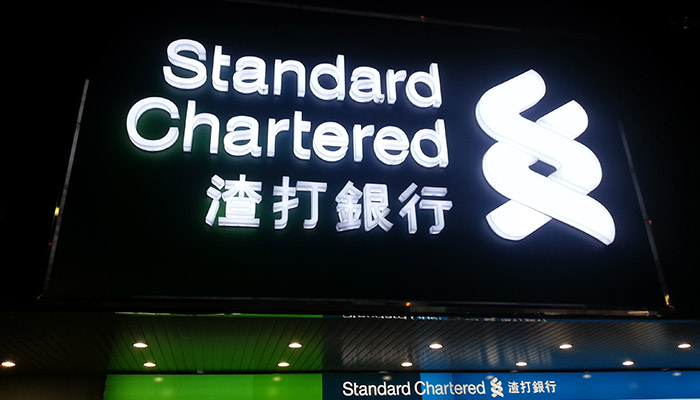 Standard
Chartered
渣打銀行
Standard Chartered 渣打銀行